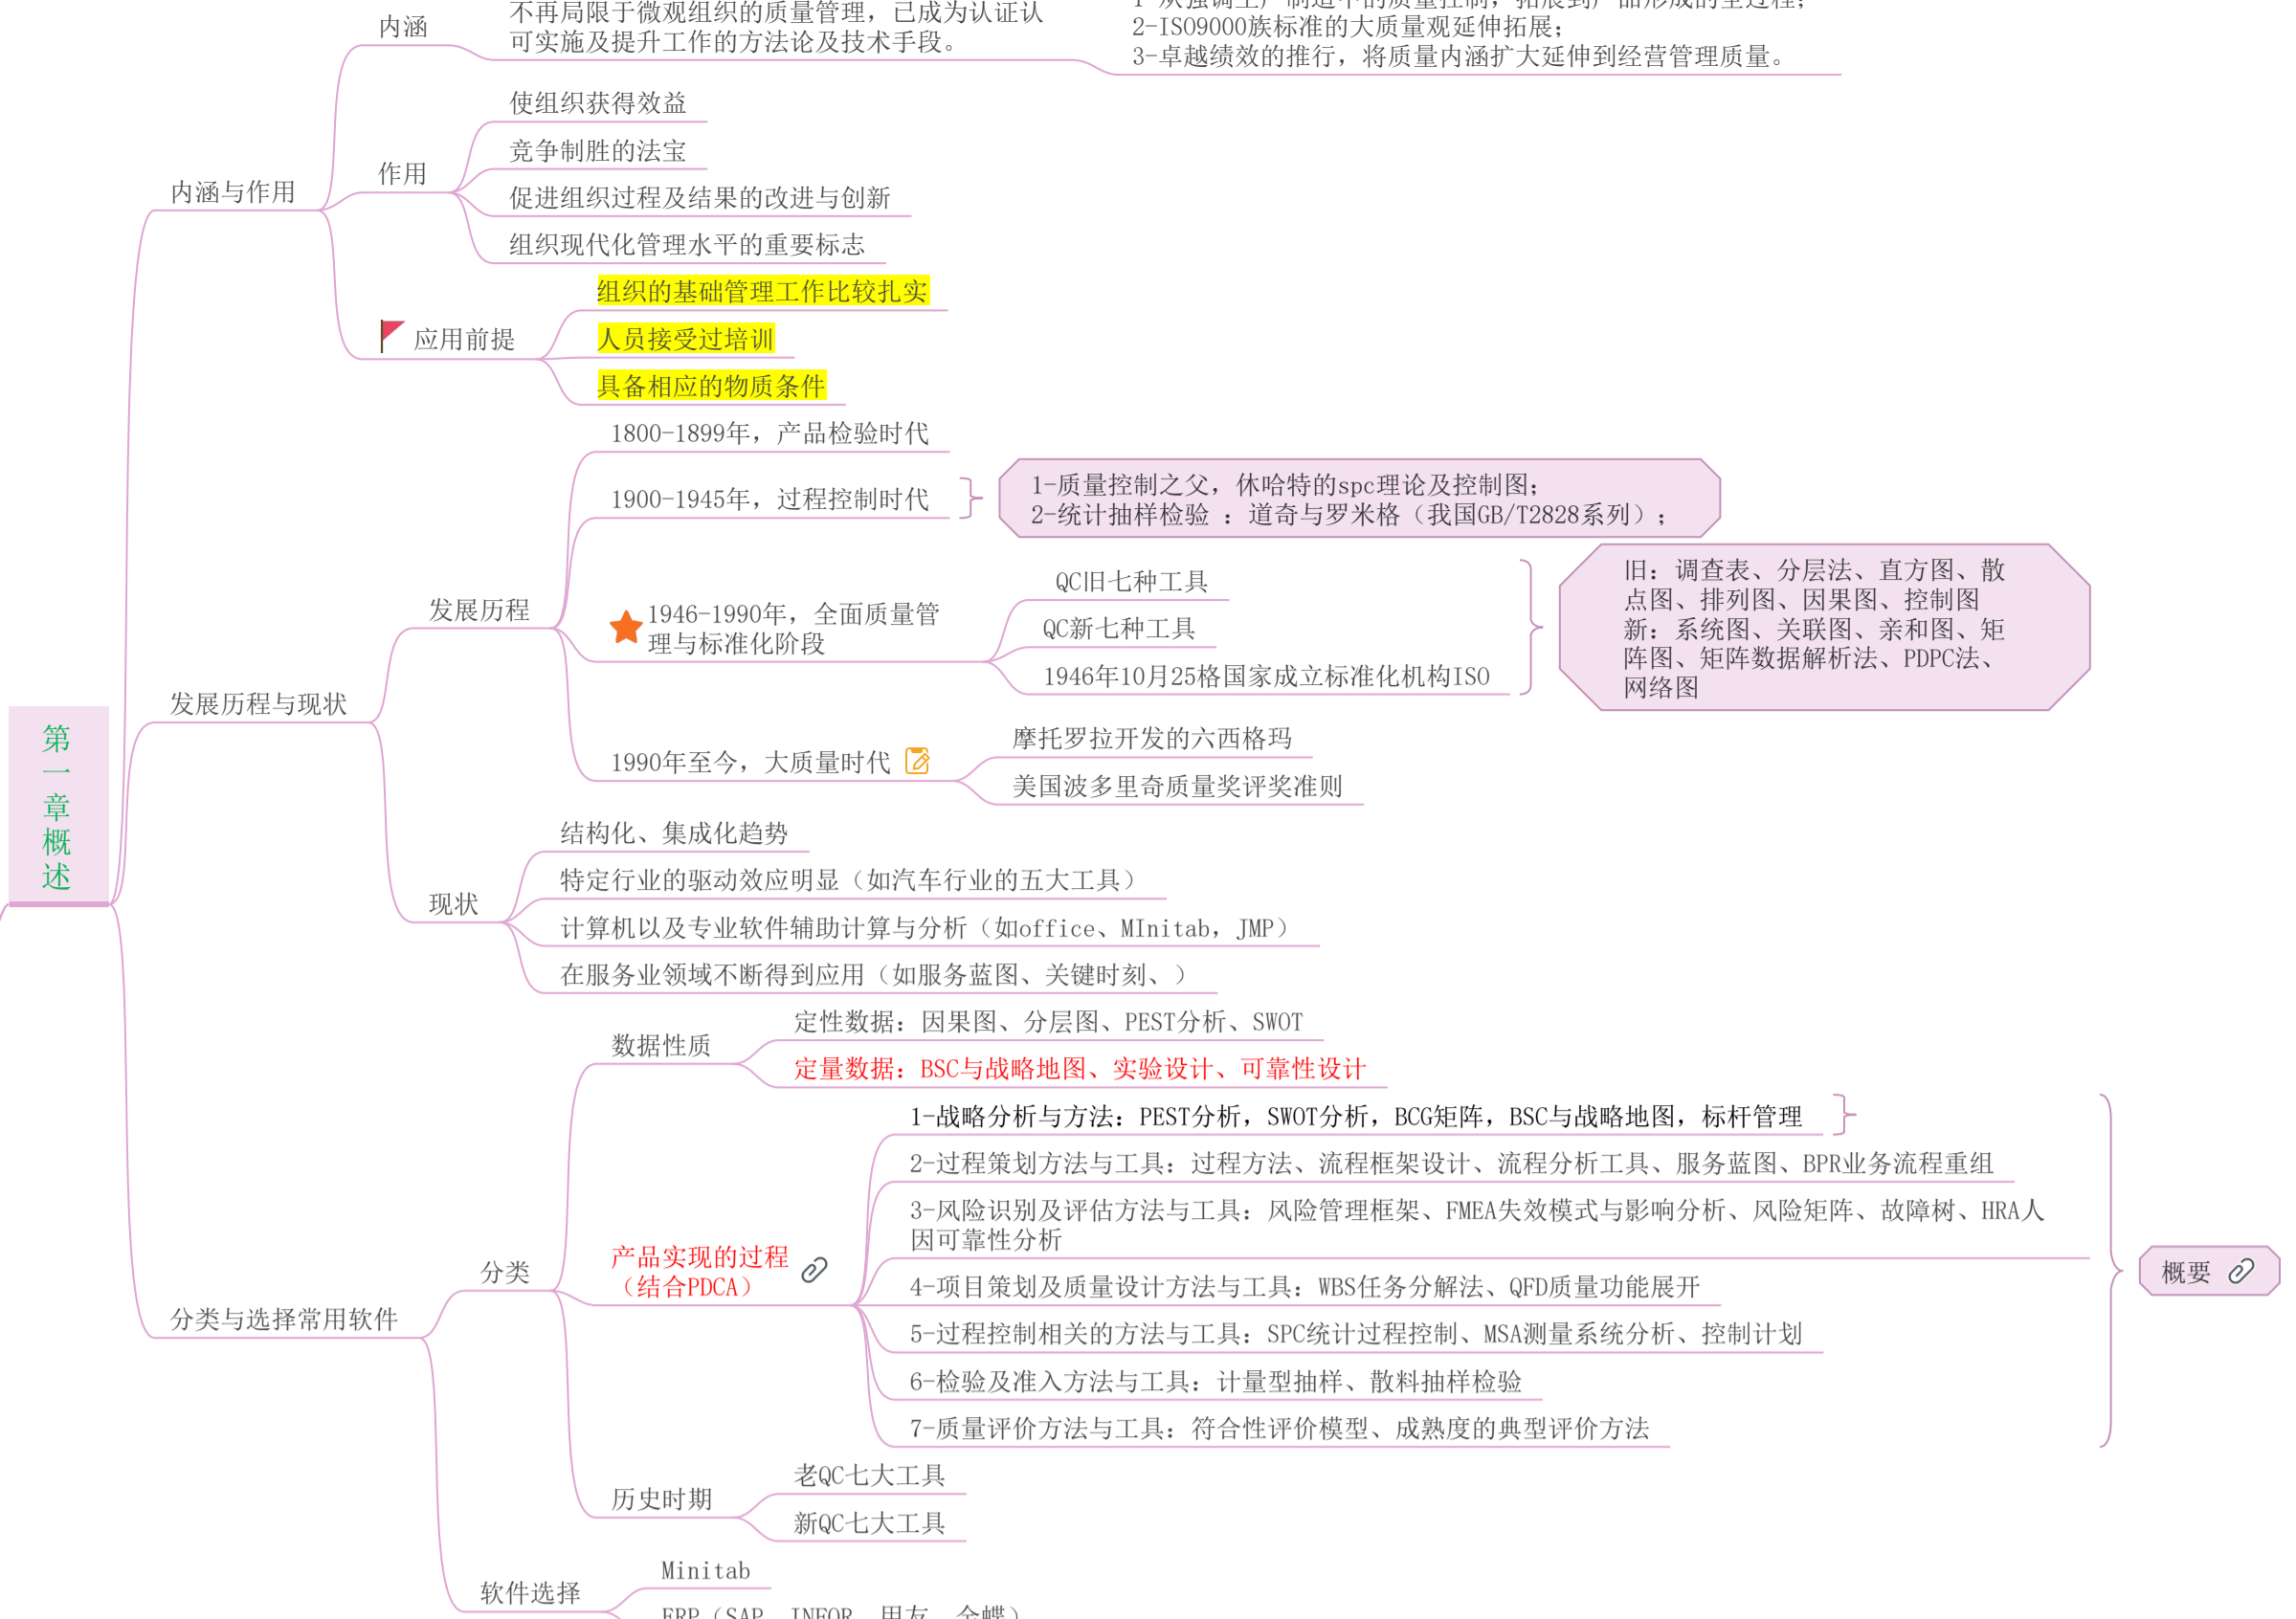 第一章概述
内涵与作用
内涵
不再局限于微观组织的质量管理，已成为认证认
可实施及提升工作的方法论及技术手段。
1-从强调生产制造中的质量控制，拓展到产品形成的全过程；
2-ISO9000族标准的大质量观延伸拓展；
3-卓越绩效的推行，将质量内涵扩大延伸到经营管理质量。
作用
使组织获得效益
竞争制胜的法宝
促进组织过程及结果的改进与创新
组织现代化管理水平的重要标志
应用前提
组织的基础管理工作比较扎实
人员接受过培训
具备相应的物质条件
发展历程与现状
发展历程
1800-1899年，产品检验时代
1900-1945年，过程控制时代
1-质量控制之父，休哈特的spc理论及控制图；
2-统计抽样检验 ：道奇与罗米格（我国GB/T2828系列）；
1946-1990年，全面质量管
理与标准化阶段
QC旧七种工具
QC新七种工具
1946年10月25格国家成立标准化机构ISO
旧：调查表、分层法、直方图、散
点图、排列图、因果图、控制图
新：系统图、关联图、亲和图、矩
阵图、矩阵数据解析法、PDPC法、
网络图
1990年至今，大质量时代
摩托罗拉开发的六西格玛
美国波多里奇质量奖评奖准则
现状
结构化、集成化趋势
特定行业的驱动效应明显（如汽车行业的五大工具）
计算机以及专业软件辅助计算与分析（如office、MInitab，JMP）
在服务业领域不断得到应用（如服务蓝图、关键时刻、）
分类与选择常用软件
分类
数据性质
定性数据：因果图、分层图、PEST分析、SWOT
定量数据：BSC与战略地图、实验设计、可靠性设计
产品实现的过程
（结合PDCA）
1-战略分析与方法：PEST分析，SWOT分析，BCG矩阵，BSC与战略地图，标杆管理
2-过程策划方法与工具：过程方法、流程框架设计、流程分析工具、服务蓝图、BPR业务流程重组
3-风险识别及评估方法与工具：风险管理框架、FMEA失效模式与影响分析、风险矩阵、故障树、HRA人
因可靠性分析
4-项目策划及质量设计方法与工具：WBS任务分解法、QFD质量功能展开
5-过程控制相关的方法与工具：SPC统计过程控制、MSA测量系统分析、控制计划
6-检验及准入方法与工具：计量型抽样、散料抽样检验
7-质量评价方法与工具：符合性评价模型、成熟度的典型评价方法
概要
历史时期
老QC七大工具
新QC七大工具
软件选择
Minitab
ERP（SAP、INFOR、用友、金蝶）